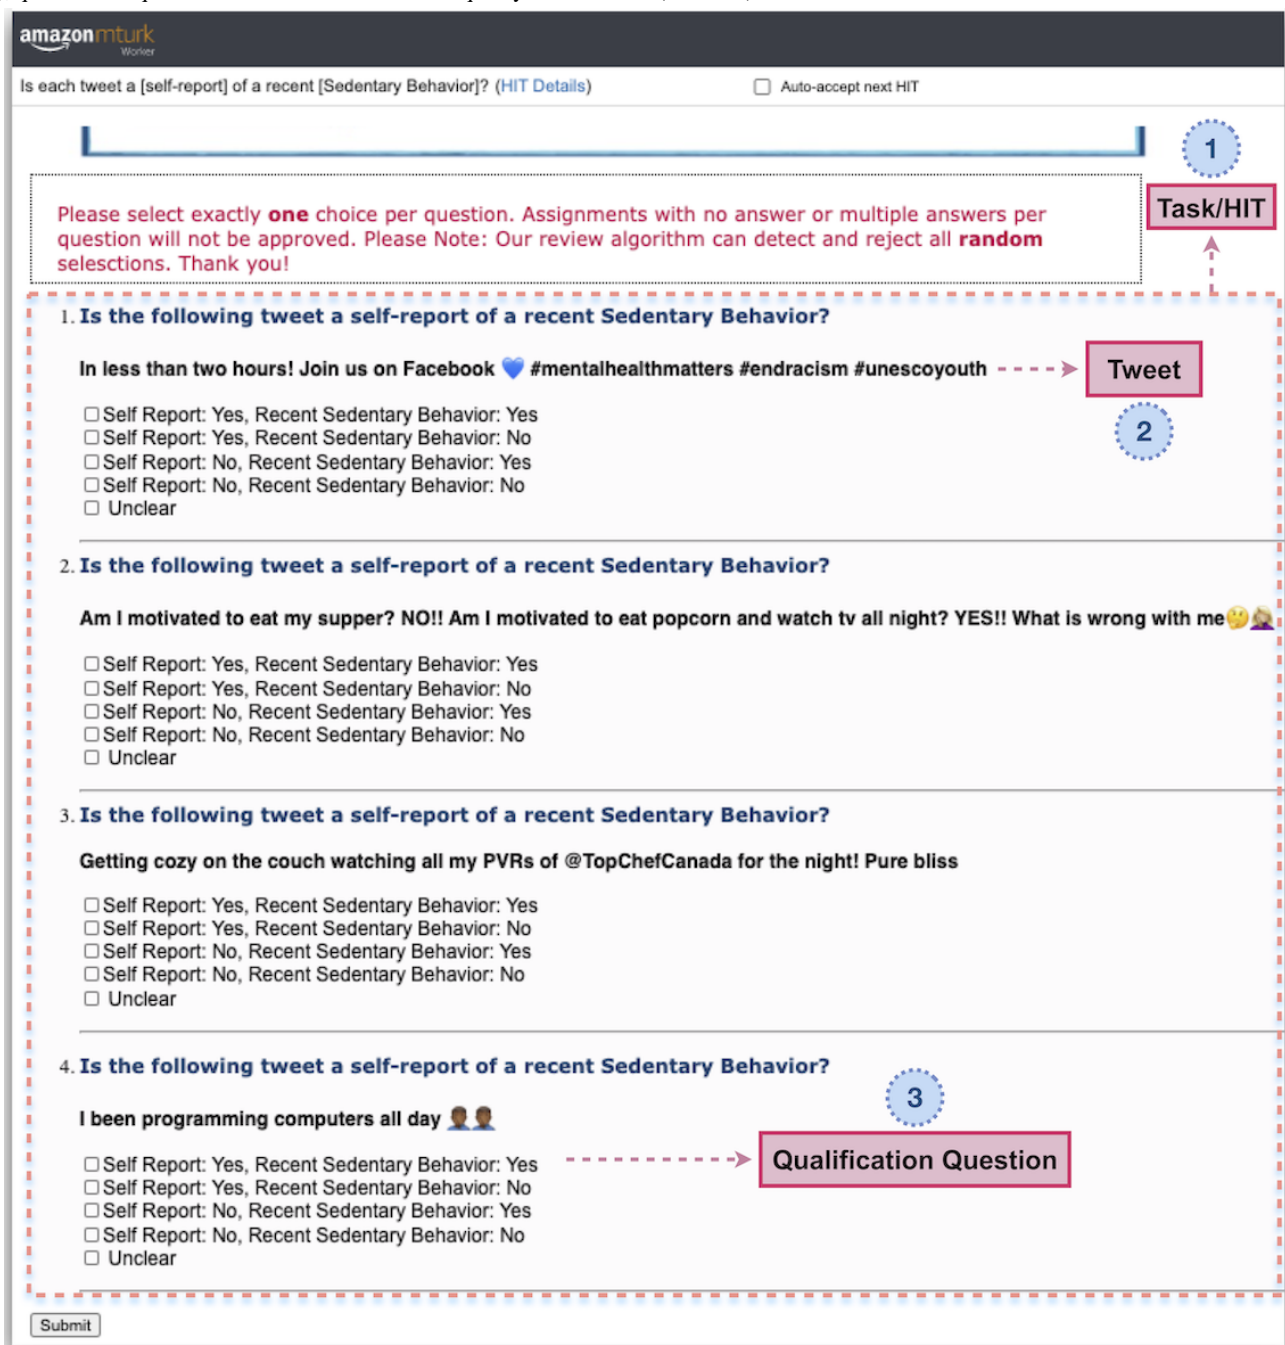 amazonmturk
Worker
Is each tweet a [self-report] of a recent [Sedentary Behavior]? (HIT Details)
Auto-accept next HIT
1
Task/HIT
Please select exactly one choice per question. Assignments with no answer or multiple answers per
question will not be approved. Please Note: Our review algorithm can detect and reject all random
selesctions. Thank you!
1. Is the following tweet a self-report of a recent Sedentary Behavior?
In less than two hours! Join us on Facebook 💙 #mentalhealthmatters #endracism #unescoyouth
Tweet
2
Self Report: Yes, Recent Sedentary Behavior: Yes
Self Report: Yes, Recent Sedentary Behavior: No
Self Report: No, Recent Sedentary Behavior: Yes
Self Report: No, Recent Sedentary Behavior: No
Unclear
2. Is the following tweet a self-report of a recent Sedentary Behavior?
Am I motivated to eat my supper? NO!! Am I motivated to eat popcorn and watch tv all night? YES!! What is wrong with me🤔🤦🏼‍♀️
Self Report: Yes, Recent Sedentary Behavior: Yes
Self Report: Yes, Recent Sedentary Behavior: No
Self Report: No, Recent Sedentary Behavior: Yes
Self Report: No, Recent Sedentary Behavior: No
Unclear
3. Is the following tweet a self-report of a recent Sedentary Behavior?
Getting cozy on the couch watching all my PVRs of @TopChefCanada for the night! Pure bliss
Self Report: Yes, Recent Sedentary Behavior: Yes
Self Report: Yes, Recent Sedentary Behavior: No
Self Report: No, Recent Sedentary Behavior: Yes
Self Report: No, Recent Sedentary Behavior: No
Unclear
4. Is the following tweet a self-report of a recent Sedentary Behavior?
3
I been programming computers all day 🤦🏾‍♂️🤦🏾‍♂️
Qualification Question
Self Report: Yes, Recent Sedentary Behavior: Yes
Self Report: Yes, Recent Sedentary Behavior: No
Self Report: No, Recent Sedentary Behavior: Yes
Self Report: No, Recent Sedentary Behavior: No
Unclear
Submit